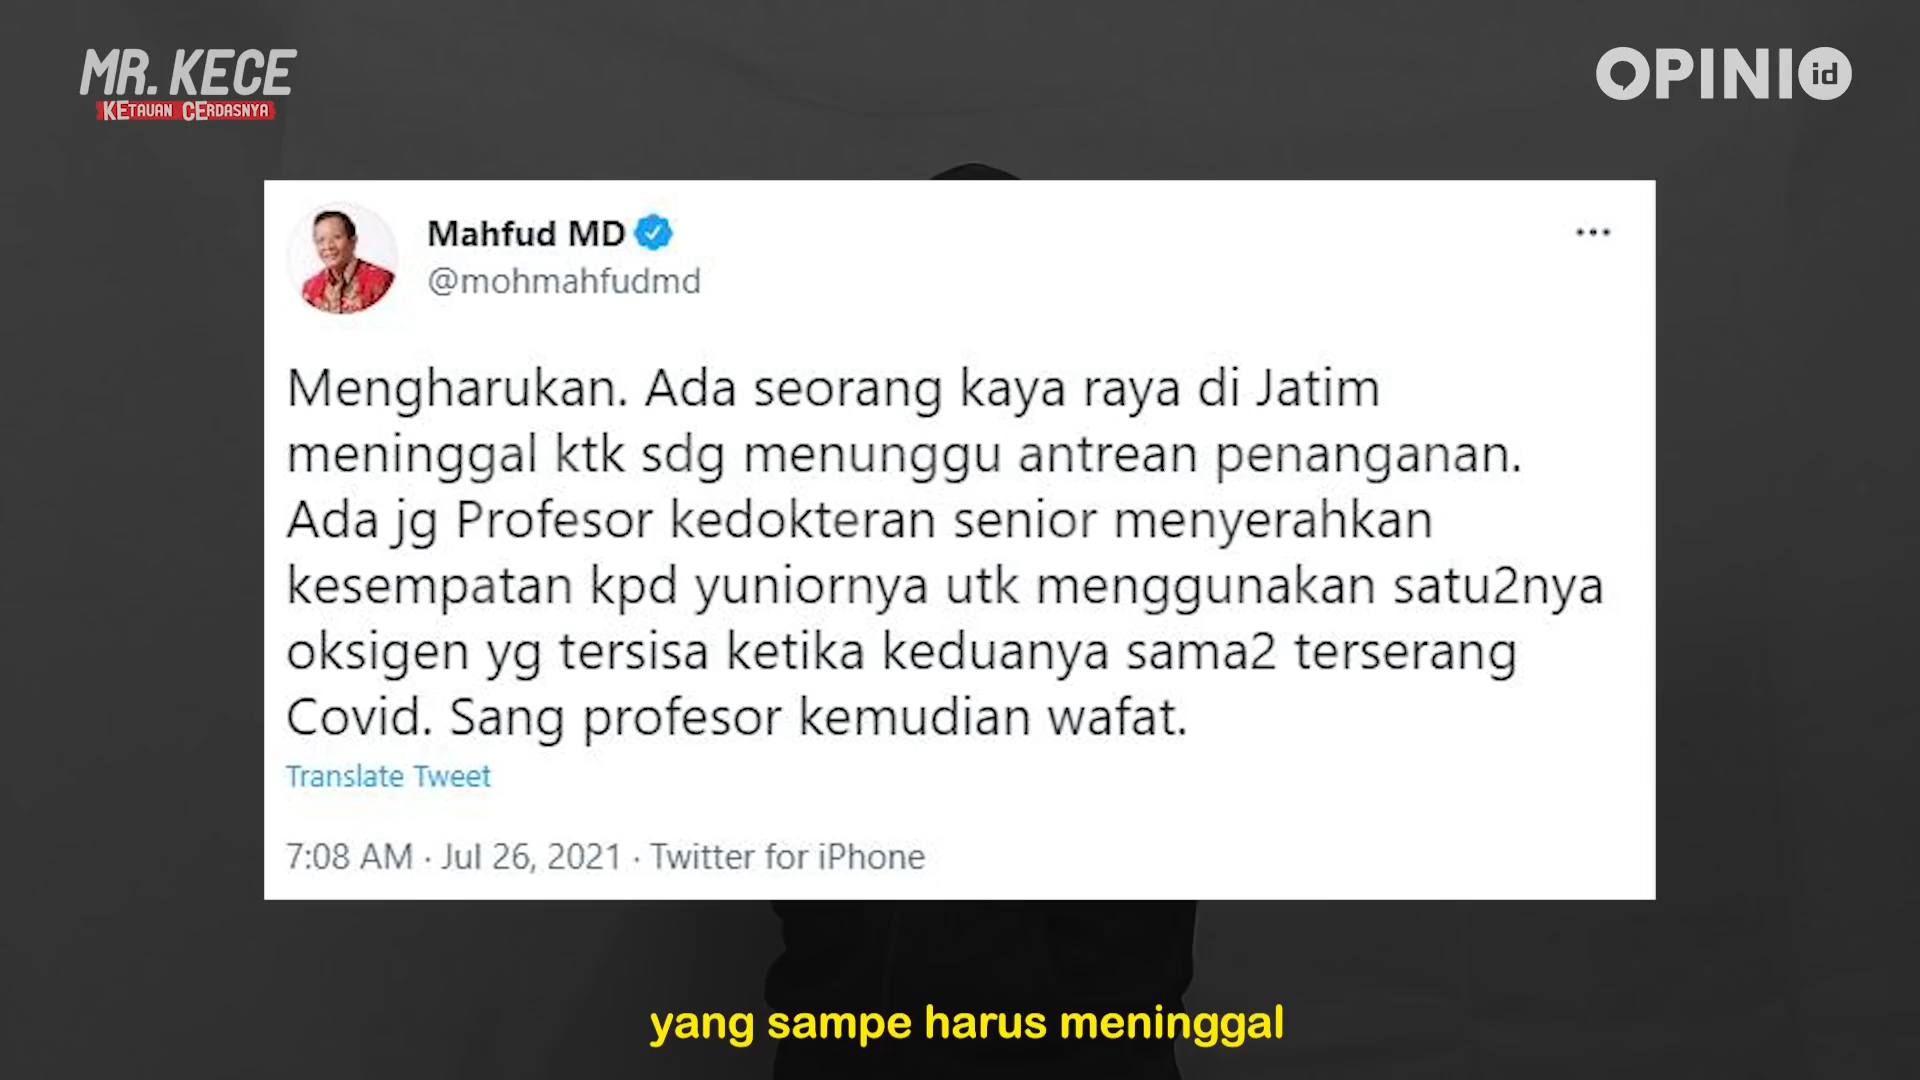 MR. KECE
KETAUAN CERDASNYA
OPINIO id
Mahfud MD
@mohmahfudmd
Mengharukan. Ada seorang kaya raya di Jatim
meninggal ktk sdg menunggu antrean penanganan.
Ada jg Profesor kedokteran senior menyerahkan
kesempatan kpd yuniornya utk menggunakan satu2nya
oksigen yg tersisa ketika keduanya sama2 terserang
Covid. Sang profesor kemudian wafat.
Translate Tweet
7:08 AM · Jul 26, 2021 · Twitter for iPhone
yang sampe harus meninggal